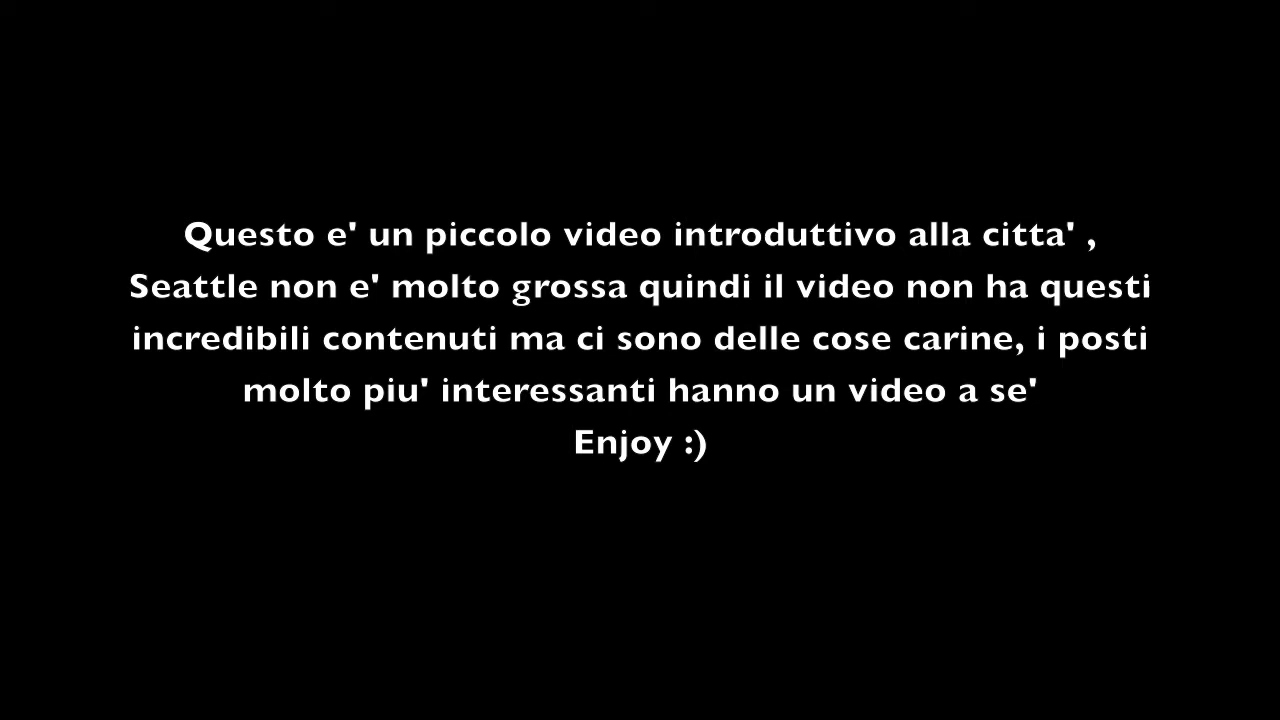 Questo e' un piccolo video introduttivo alla citta' ,
Seattle non e' molto grossa quindi il video non ha questi
incredibili contenuti ma ci sono delle cose carine, i posti
molto piu' interessanti hanno un video a se'
Enjoy :)